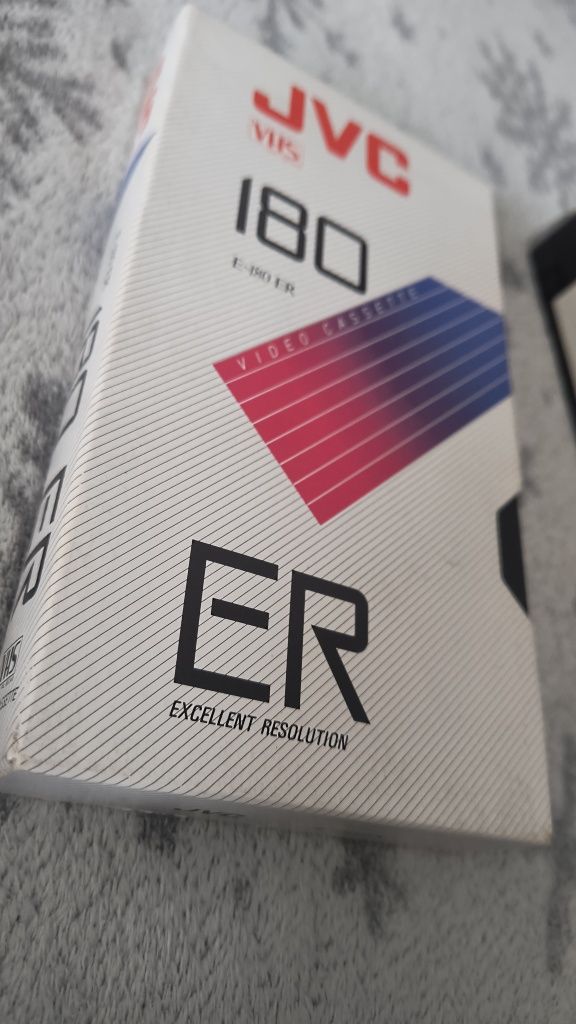 JVC
VHS
180
E-180 ER
VIDEO CASSETTE
ER
EXCELLENT RESOLUTION
180 ER
VHS